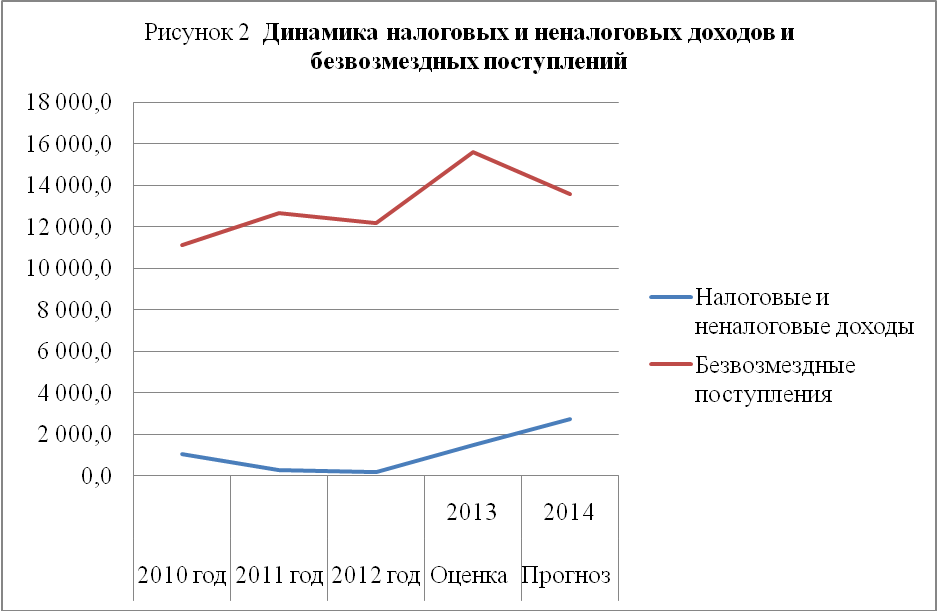 Рисунок 2 Динамика налоговых и неналоговых доходов и
безвозмездных поступлений
18 000,0
16 000,0
14 000,0
12 000,0
10 000,0
8 000,0
6 000,0
4 000,0
2 000,0
0,0
2013
2014
2010 год
2011 год
2012 год
Оценка
Прогноз
Налоговые и
неналоговые доходы
Безвозмездные
поступления